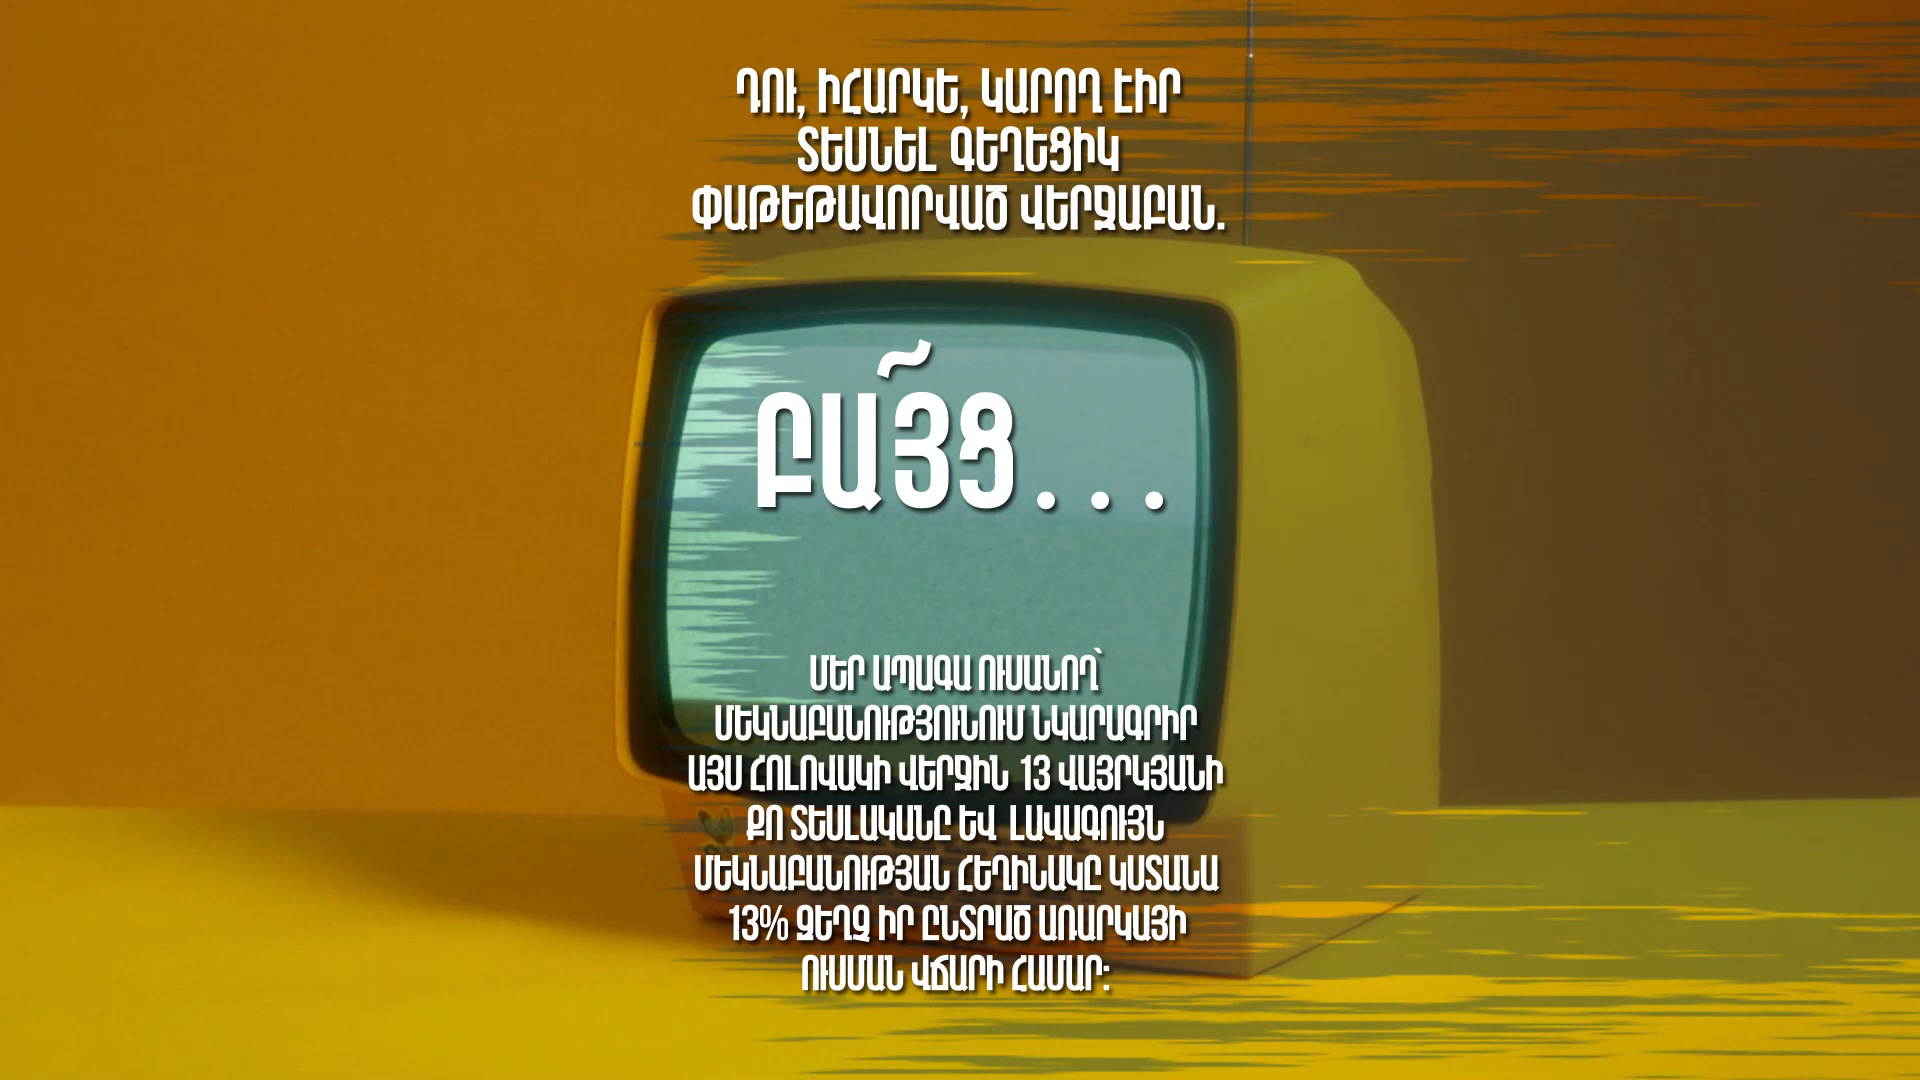 ԴՈՒ, ԻՀԱՐԿԵ, ԿԱՐՈՂ ԷԻՐ
ՏԵՍՆԵԼ ԳԵՂԵՑԻԿ
ՓԱԹԵԹԱՎՈՐՎԱԾ ՎԵՐՋԱԲԱՆ.
ԲԱ՜ՅՑ...
ՄԵՐ ԱՊԱԳԱ ՈՒՍԱՆՈՂ՝
ՄԵԿՆԱԲԱՆՈՒԹՅՈՒՆՈՒՄ ՆԿԱՐԱԳՐԻՐ
ԱՅՍ ՀՈԼՈՎԱԿԻ ՎԵՐՋԻՆ 13 ՎԱՅՐԿՅԱՆԻ
ՔՈ ՏԵՍԼԱԿԱՆԸ ԵՎ ԼԱՎԱԳՈՒՅՆ
ՄԵԿՆԱԲԱՆՈՒԹՅԱՆ ՀԵՂԻՆԱԿԸ ԿՍՏԱՆԱ
13% ԶԵՂՉ ԻՐ ԸՆՏՐԱԾ ԱՌԱՐԿԱՅԻ
ՈՒՍՄԱՆ ՎՃԱՐԻ ՀԱՄԱՐ: